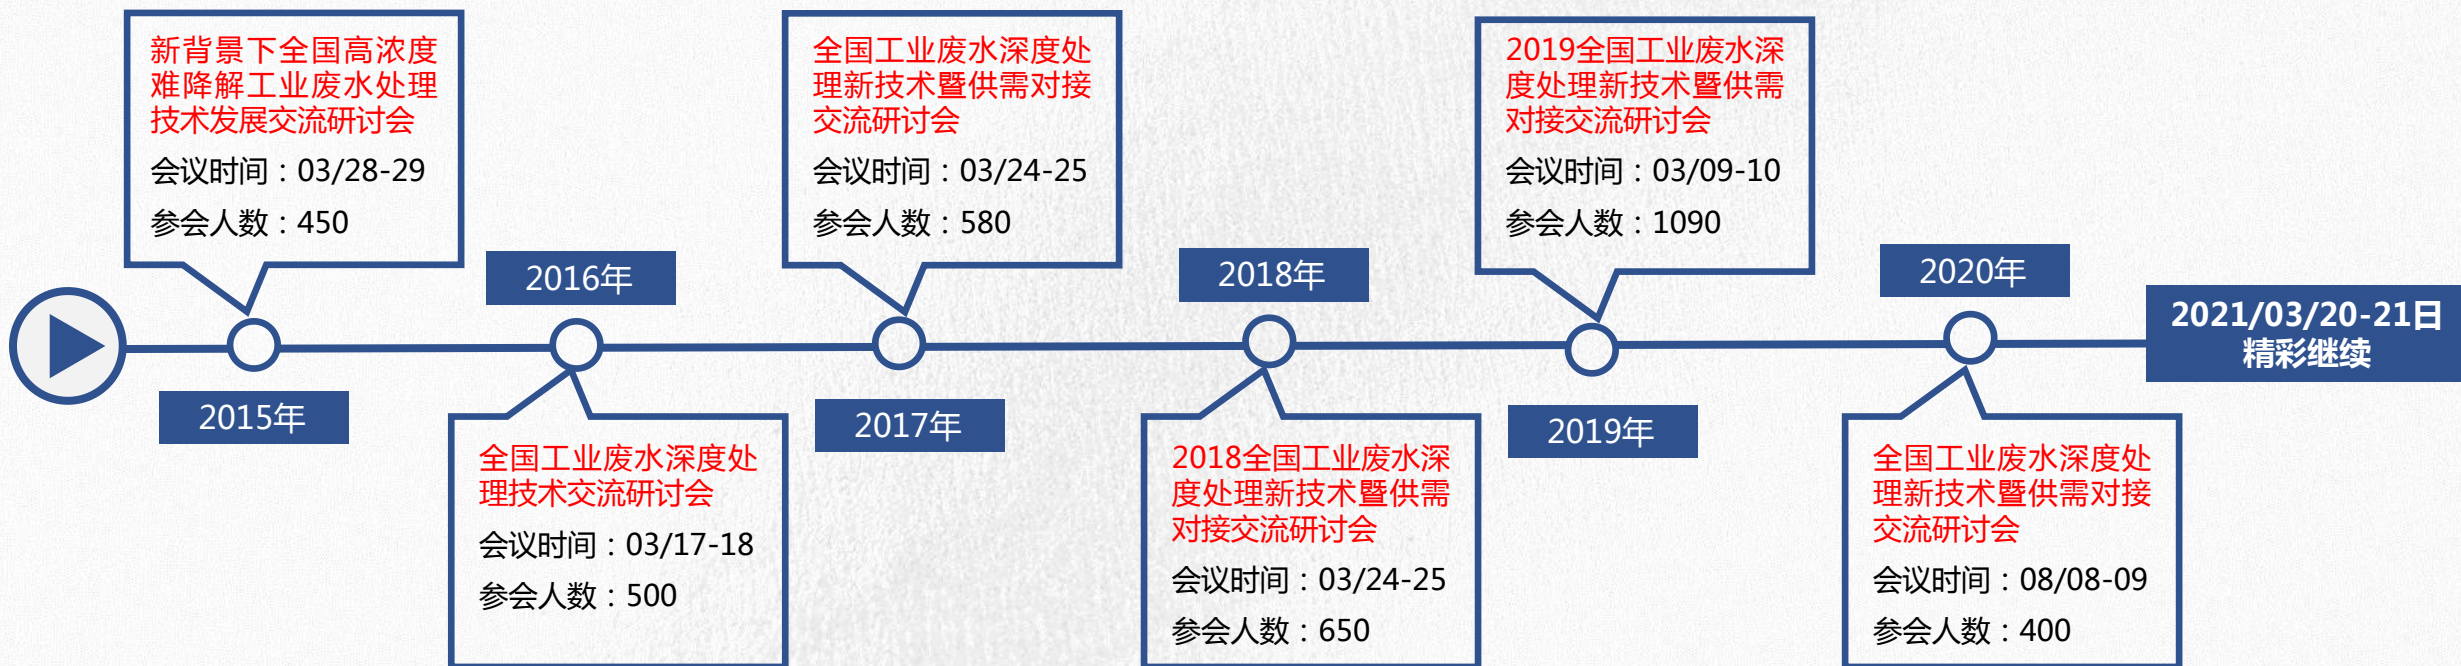 新背景下全国高浓度
难降解工业废水处理
技术发展交流研讨会
会议时间：03/28-29
参会人数：450
2015年
2016年
全国工业废水深度处
理技术交流研讨会
会议时间：03/17-18
参会人数：500
全国工业废水深度处
理新技术暨供需对接
交流研讨会
会议时间：03/24-25
参会人数：580
2017年
2018年
2018全国工业废水深
度处理新技术暨供需
对接交流研讨会
会议时间：03/24-25
参会人数：650
2019全国工业废水深
度处理新技术暨供需
对接交流研讨会
会议时间：03/09-10
参会人数：1090
2019年
2020年
全国工业废水深度处
理新技术暨供需对接
交流研讨会
会议时间：08/08-09
参会人数：400
2021/03/20-21日
精彩继续